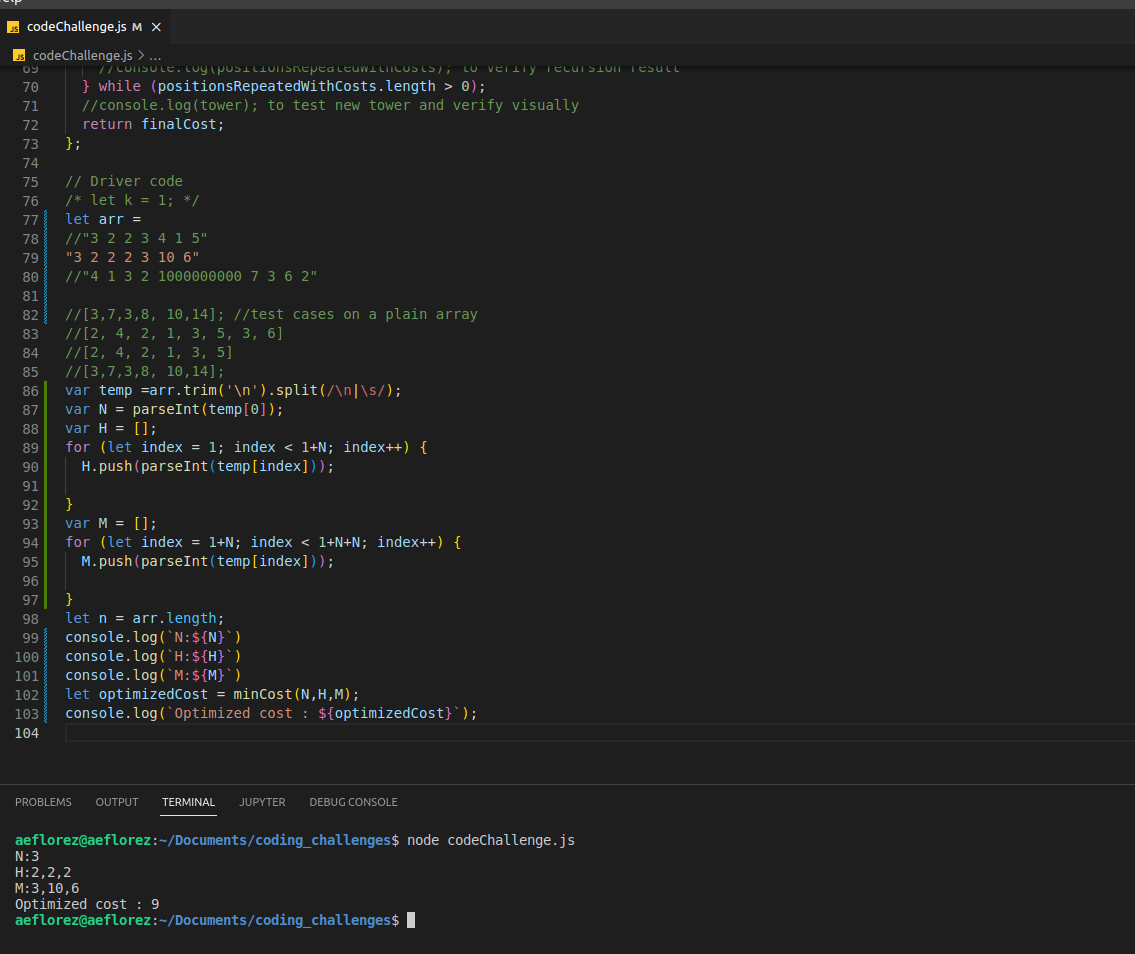 elp
JS codeChallenge.js M ×
JS codeChallenge.js > ...
69 //console.log(positionsRepeatedWithCosts); to verify recursion result
70 } while (positionsRepeatedWithCosts.length > 0);
71 //console.log(tower); to test new tower and verify visually
72 return finalCost;
73 };
74
75 // Driver code
76 /* let k = 1; */
77 let arr =
78 //"3 2 2 3 4 1 5"
79 "3 2 2 2 3 10 6"
80 //"4 1 3 2 1000000000 7 3 6 2"
81
82 //[3,7,3,8, 10,14]; //test cases on a plain array
83 //[2, 4, 2, 1, 3, 5, 3, 6]
84 //[2, 4, 2, 1, 3, 5]
85 //[3,7,3,8, 10,14];
86 var temp =arr.trim('\n').split(/\n|\s/);
87 var N = parseInt(temp[0]);
88 var H = [];
89 for (let index = 1; index < 1+N; index++) {
90 H.push(parseInt(temp[index]));
91
92 }
93 var M = [];
94 for (let index = 1+N; index < 1+N+N; index++) {
95 M.push(parseInt(temp[index]));
96
97 }
98 let n = arr.length;
99 console.log(`N:${N}`)
100 console.log(`H:${H}`)
101 console.log(`M:${M}`)
102 let optimizedCost = minCost(N,H,M);
103 console.log(`Optimized cost : ${optimizedCost}`);
104
PROBLEMS OUTPUT TERMINAL JUPYTER DEBUG CONSOLE
aeflorez@aeflorez:~/Documents/coding_challenges$ node codeChallenge.js
N:3
H:2,2,2
M:3,10,6
Optimized cost : 9
aeflorez@aeflorez:~/Documents/coding_challenges$